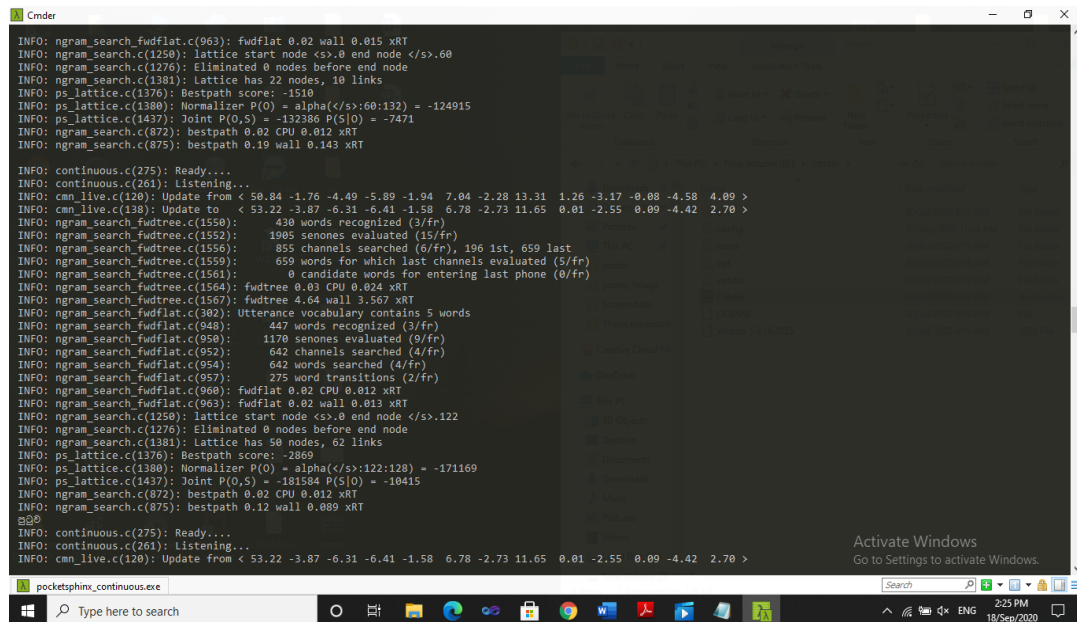 Cmder
INFO: ngram_search_fwdflat.c(963): fwdflat 0.02 wall 0.015 xRT
INFO: ngram_search.c(1250): lattice start node <s>.0 end node </s>.60
INFO: ngram_search.c(1276): Eliminated 0 nodes before end node
INFO: ngram_search.c(1381): Lattice has 22 nodes, 10 links
INFO: ps_lattice.c(1376): Bestpath score: -1510
INFO: ps_lattice.c(1380): Normalizer P(O) = alpha(</s>:60:132) = -124915
INFO: ps_lattice.c(1437): Joint P(O,S) = -132386 P(S|O) = -7471
INFO: ngram_search.c(872): bestpath 0.02 CPU 0.012 xRT
INFO: ngram_search.c(875): bestpath 0.19 wall 0.143 xRT
INFO: continuous.c(275): Ready....
INFO: continuous.c(261): Listening...
INFO: cmn_live.c(120): Update from < 50.84 -1.76 -4.49 -5.89 -1.94 7.04 -2.28 13.31 1.26 -3.17 -0.08 -4.58 4.09 >
INFO: cmn_live.c(138): Update to < 53.22 -3.87 -6.31 -6.41 -1.58 6.78 -2.73 11.65 0.01 -2.55 0.09 -4.42 2.70 >
INFO: ngram_search_fwdtree.c(1550): 430 words recognized (3/fr)
INFO: ngram_search_fwdtree.c(1552): 1905 senones evaluated (15/fr)
INFO: ngram_search_fwdtree.c(1556): 855 channels searched (6/fr), 196 1st, 659 last
INFO: ngram_search_fwdtree.c(1559): 659 words for which last channels evaluated (5/fr)
INFO: ngram_search_fwdtree.c(1561): 0 candidate words for entering last phone (0/fr)
INFO: ngram_search_fwdtree.c(1564): fwdtree 0.03 CPU 0.024 xRT
INFO: ngram_search_fwdtree.c(1567): fwdtree 4.64 wall 3.567 xRT
INFO: ngram_search_fwdflat.c(302): Utterance vocabulary contains 5 words
INFO: ngram_search_fwdflat.c(948): 447 words recognized (3/fr)
INFO: ngram_search_fwdflat.c(950): 1170 senones evaluated (9/fr)
INFO: ngram_search_fwdflat.c(952): 642 channels searched (4/fr)
INFO: ngram_search_fwdflat.c(954): 642 words searched (4/fr)
INFO: ngram_search_fwdflat.c(957): 275 word transitions (2/fr)
INFO: ngram_search_fwdflat.c(960): fwdflat 0.02 CPU 0.012 xRT
INFO: ngram_search_fwdflat.c(963): fwdflat 0.02 wall 0.013 xRT
INFO: ngram_search.c(1250): lattice start node <s>.0 end node </s>.122
INFO: ngram_search.c(1276): Eliminated 0 nodes before end node
INFO: ngram_search.c(1381): Lattice has 50 nodes, 62 links
INFO: ps_lattice.c(1376): Bestpath score: -2869
INFO: ps_lattice.c(1380): Normalizer P(O) = alpha(</s>:122:128) = -171169
INFO: ps_lattice.c(1437): Joint P(O,S) = -181584 P(S|O) = -10415
INFO: ngram_search.c(872): bestpath 0.02 CPU 0.012 xRT
INFO: ngram_search.c(875): bestpath 0.12 wall 0.089 xRT
පුටුව
INFO: continuous.c(275): Ready....
INFO: continuous.c(261): Listening...
INFO: cmn_live.c(120): Update from < 53.22 -3.87 -6.31 -6.41 -1.58 6.78 -2.73 11.65 0.01 -2.55 0.09 -4.42 2.70 >
Activate Windows
Go to Settings to activate Windows.
pocketsphinx_continuous.exe
Search
Type here to search
ENG
2:25 PM
18/Sep/2020